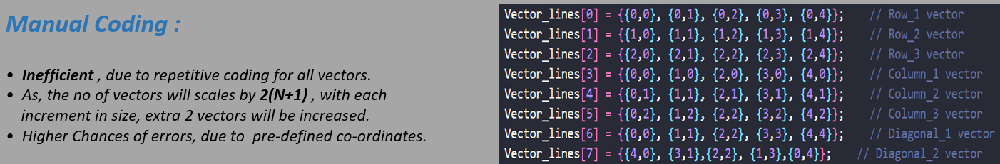 Manual Coding :
• Inefficient , due to repetitive coding for all vectors.
• As, the no of vectors will scales by 2(N+1) , with each
increment in size, extra 2 vectors will be increased.
• Higher Chances of errors, due to pre-defined co-ordinates.
Vector_lines[0] = {{0,0}, {0,1}, {0,2}, {0,3}, {0,4}}; // Row_1 vector
Vector_lines[1] = {{1,0}, {1,1}, {1,2}, {1,3}, {1,4}}; // Row_2 vector
Vector_lines[2] = {{2,0}, {2,1}, {2,2}, {2,3}, {2,4}}; // Row_3 vector
Vector_lines[3] = {{0,0}, {1,0}, {2,0}, {3,0}, {4,0}}; // Column_1 vector
Vector_lines[4] = {{0,1}, {1,1}, {2,1}, {3,1}, {4,1}}; // Column_2 vector
Vector_lines[5] = {{0,2}, {1,2}, {2,2}, {3,2}, {4,2}}; // Column_3 vector
Vector_lines[6] = {{0,0}, {1,1}, {2,2}, {3,3}, {4,4}}; // Diagonal_1 vector
Vector_lines[7] = {{4,0}, {3,1},{2,2}, {1,3},{0,4}}; // Diagonal_2 vector